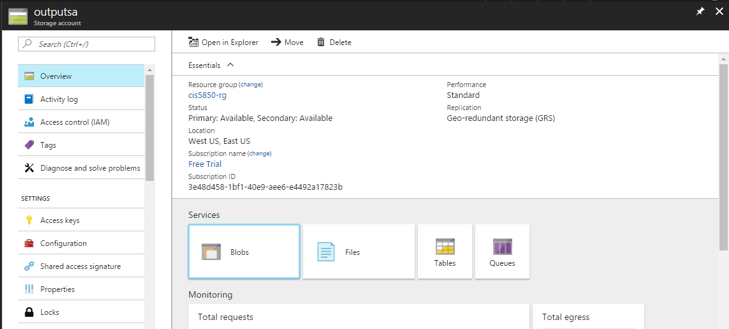 outputsa
Storage account
Search (Ctrl+/)
Overview
Activity log
Access control (IAM)
Tags
Diagnose and solve problems
SETTINGS
Access keys
Configuration
Shared access signature
Properties
Locks
Open in Explorer Move Delete
Essentials
Resource group (change)
cis5850-rg
Status
Primary: Available, Secondary: Available
Location
West US, East US
Subscription name (change)
Free Trial
Subscription ID
3e48d458-1bf1-40e9-aee6-e4492a17823b
Performance
Standard
Replication
Geo-redundant storage (GRS)
Services
Blobs Files Tables Queues
Monitoring
Total requests Total egress